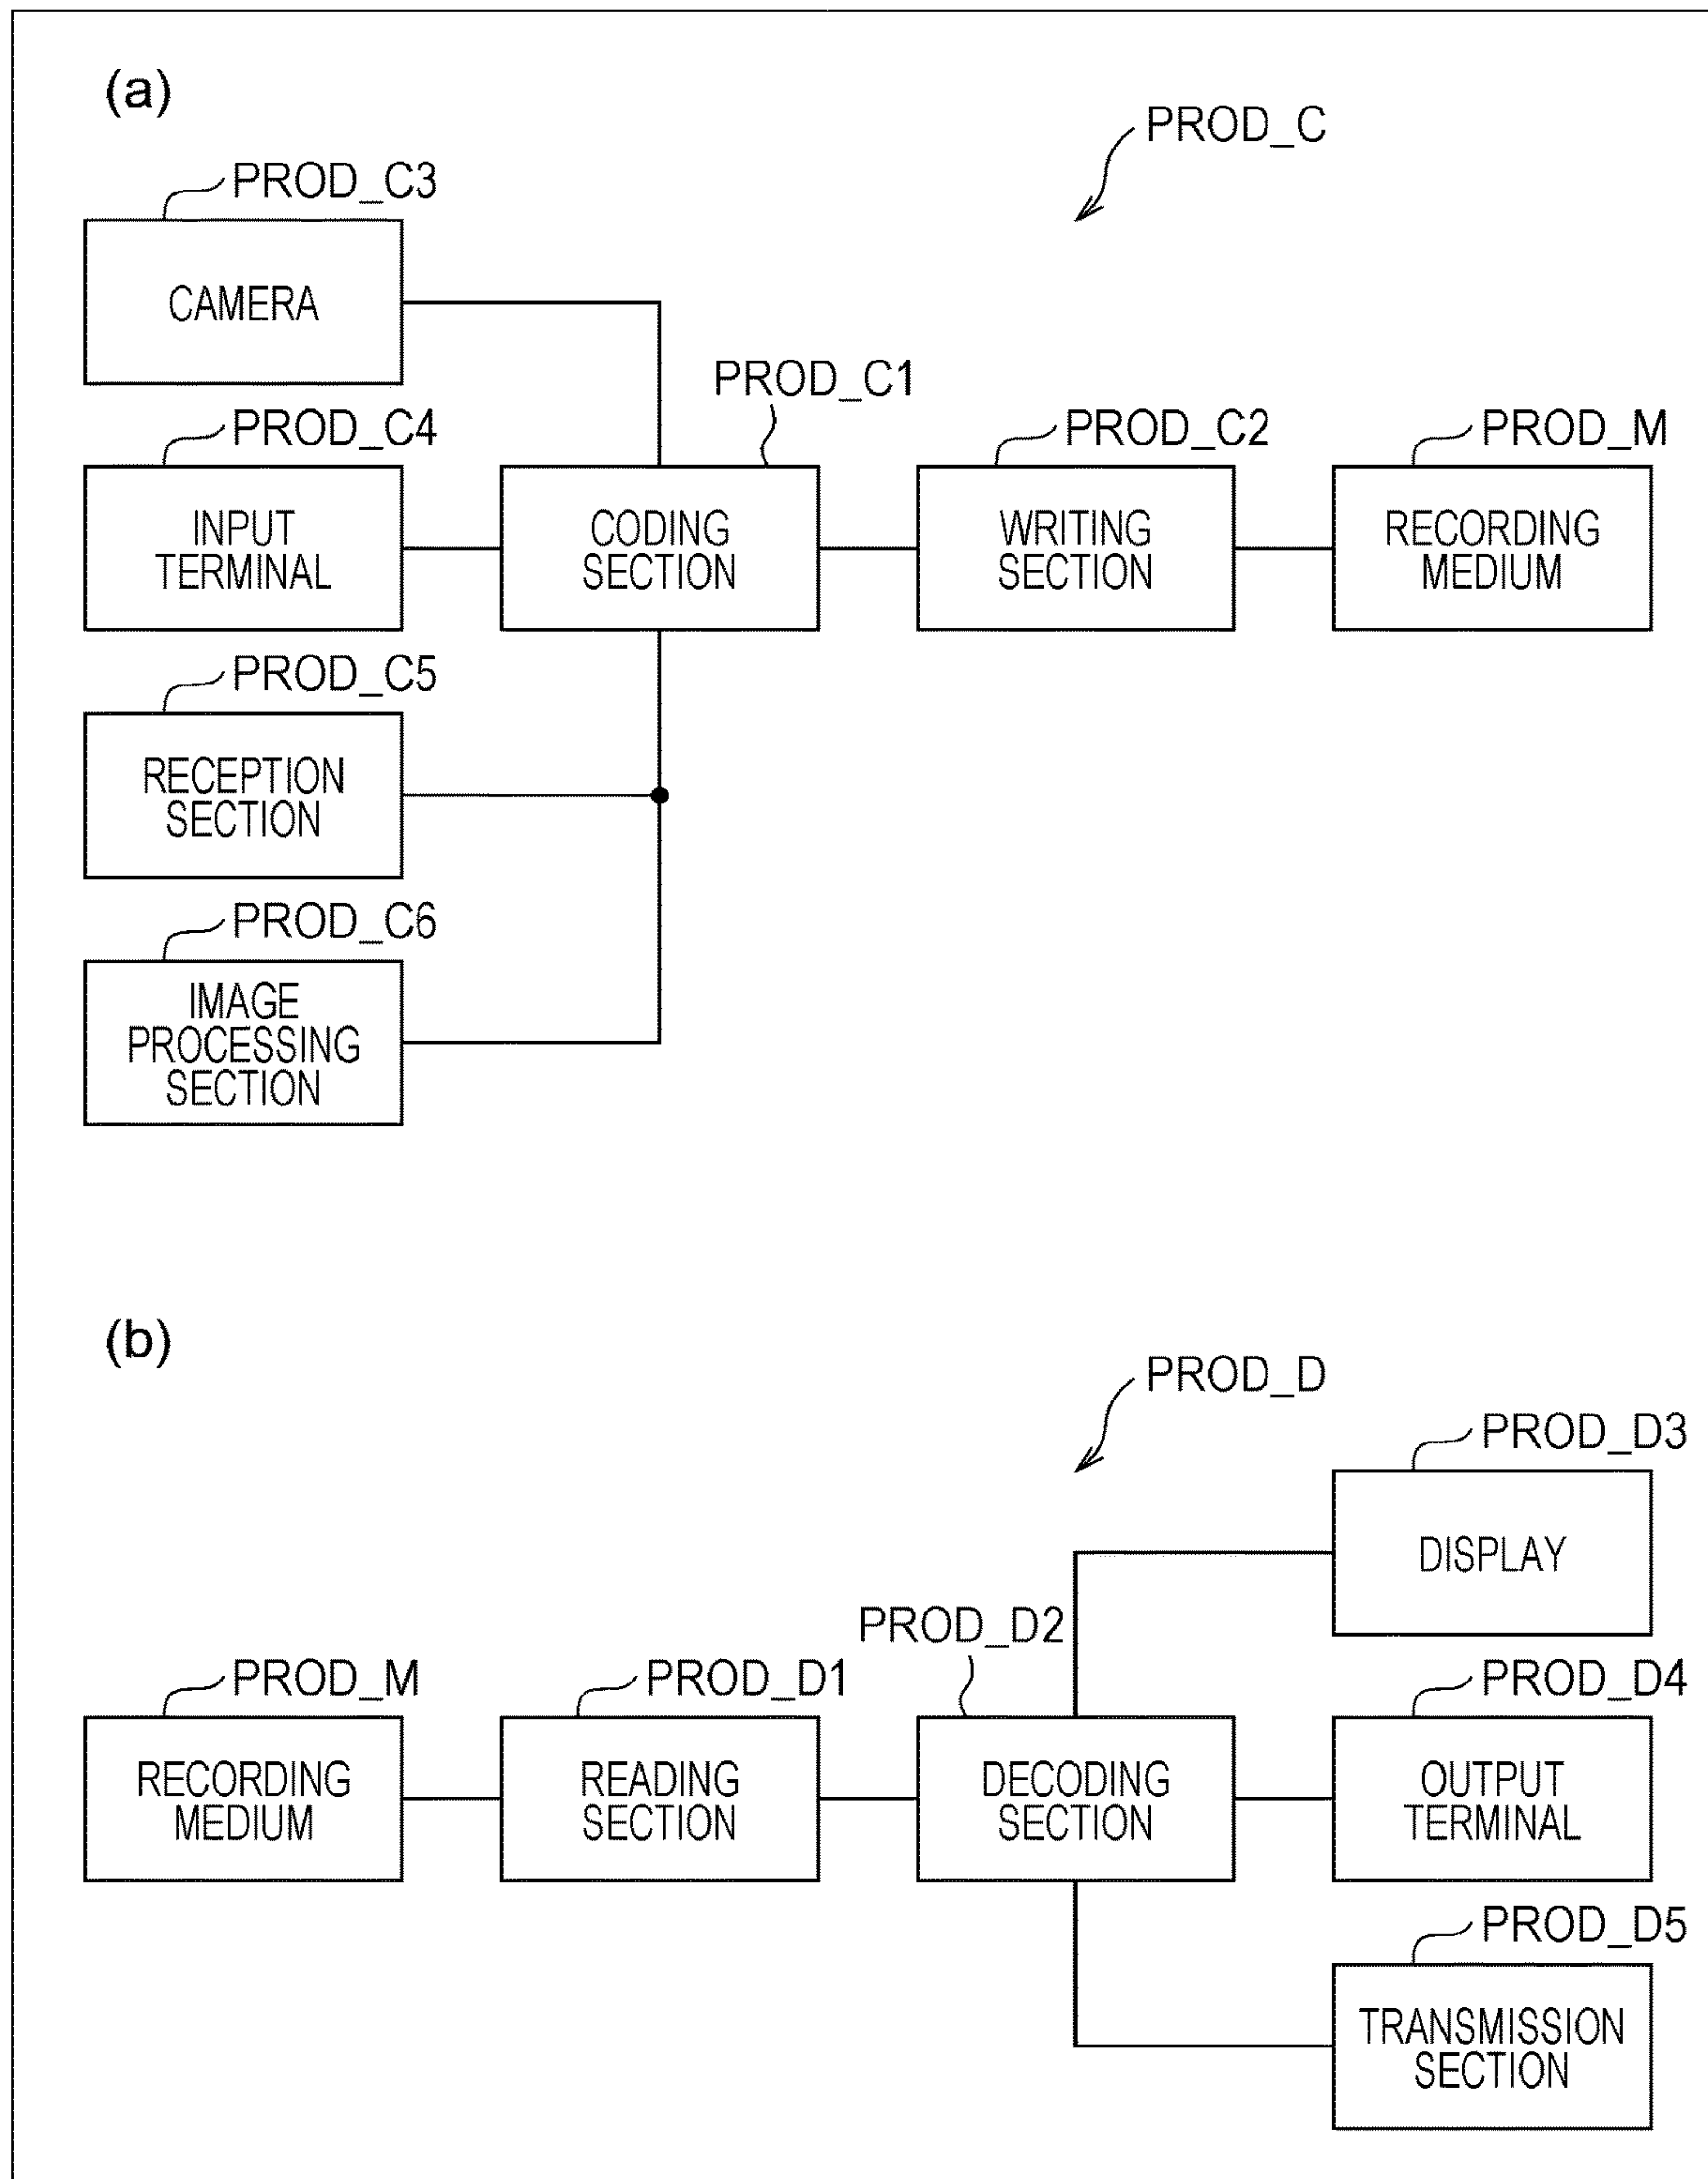 (a)
PROD_C
PROD_C3
CAMERA
PROD_C1
PROD_C4
PROD_C2
PROD_M
INPUT
TERMINAL
CODING
SECTION
WRITING
SECTION
RECORDING
MEDIUM
PROD_C5
RECEPTION
SECTION
PROD_C6
IMAGE
PROCESSING
SECTION
(b)
PROD_D
PROD_D3
DISPLAY
PROD_D2
PROD_M
PROD_D1
PROD_D4
RECORDING
MEDIUM
READING
SECTION
DECODING
SECTION
OUTPUT
TERMINAL
PROD_D5
TRANSMISSION
SECTION